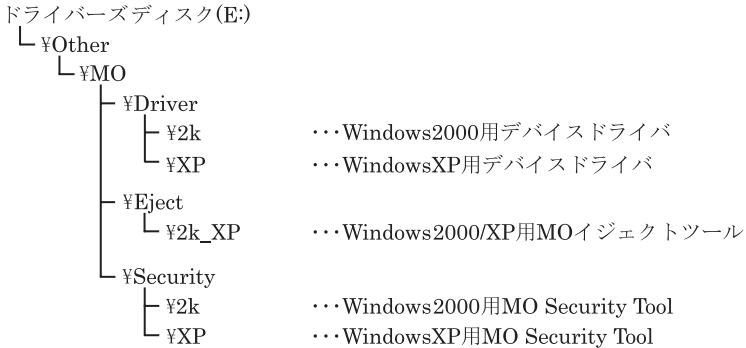 ドライバーズディスク(E:)
¥Other
¥MO
¥Driver
¥2k …Windows2000用デバイスドライバ
¥XP …WindowsXP用デバイスドライバ
¥Eject
¥2k_XP …Windows2000/XP用MOイジェクトツール
¥Security
¥2k …Windows2000用MO Security Tool
¥XP …WindowsXP用MO Security Tool